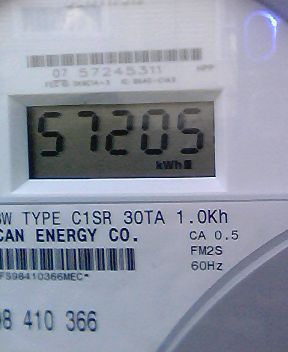 07 57245311
57205
kWh
W TYPE C1SR 30TA 1.0Kh
CAN ENERGY CO. CA 0.5
FM2S
FS98410366MEC*
60Hz
98 410 366